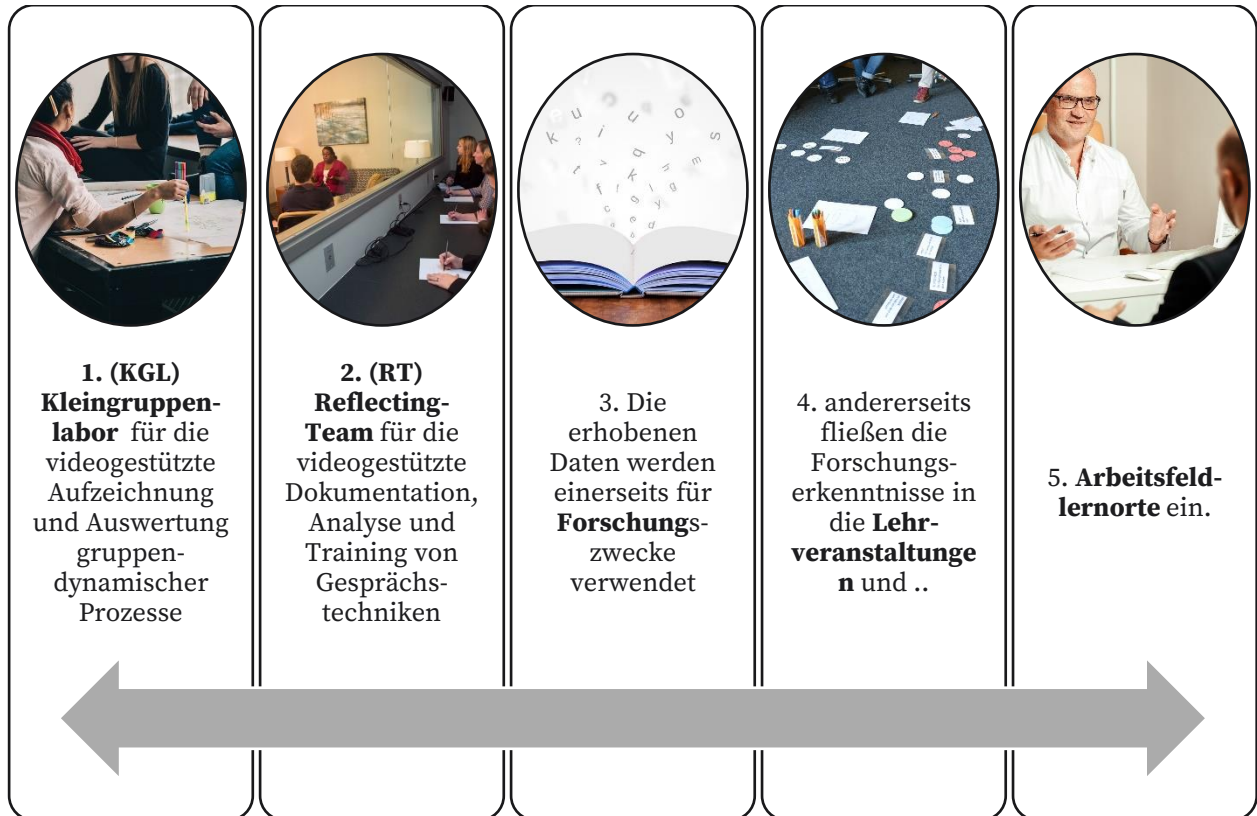 1. (KGL)
Kleingruppen-
labor für die
videogestützte
Aufzeichnung
und Auswertung
gruppen-
dynamischer
Prozesse
2. (RT)
Reflecting-
Team für die
videogestützte
Dokumentation,
Analyse und
Training von
Gesprächs-
techniken
3. Die
erhobenen
Daten werden
einerseits für
Forschungs-
zwecke
verwendet
4. andererseits
fließen die
Forschungs-
erkenntnisse in
die Lehr-
veranstaltunge
n und ..
5. Arbeitsfeld-
lernorte ein.